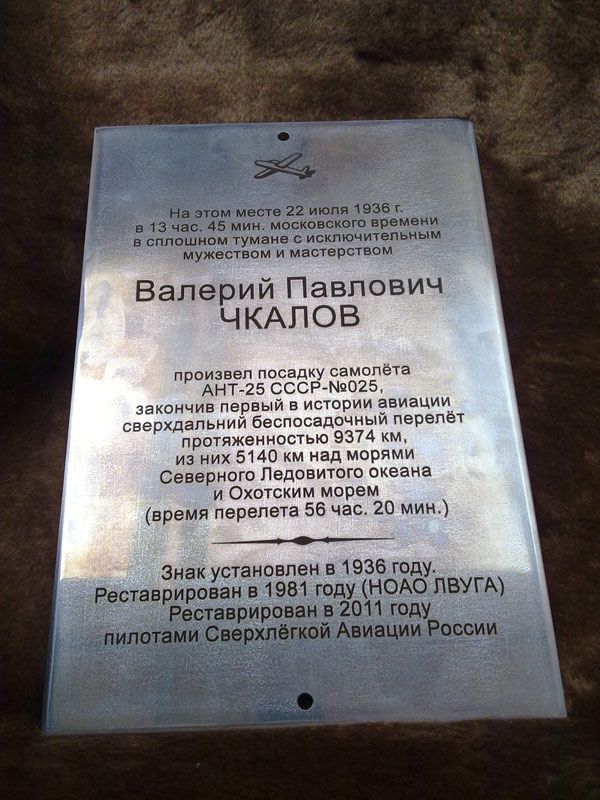 На этом месте 22 июля 1936 г.
в 13 час. 45 мин. московского времени
в сплошном тумане с исключительным
мужеством и мастерством
Валерий Павлович
ЧКАЛОВ
произвел посадку самолёта
АНТ-25 СССР-№025,
закончив первый в истории авиации
сверхдальний беспосадочный перелёт
протяженностью 9374 км,
из них 5140 км над морями
Северного Ледовитого океана
и Охотским морем
(время перелета 56 час. 20 мин.)
Знак установлен в 1936 году.
Реставрирован в 1981 году (НОАО ЛВУГА)
Реставрирован в 2011 году
пилотами Сверхлёгкой Авиации России